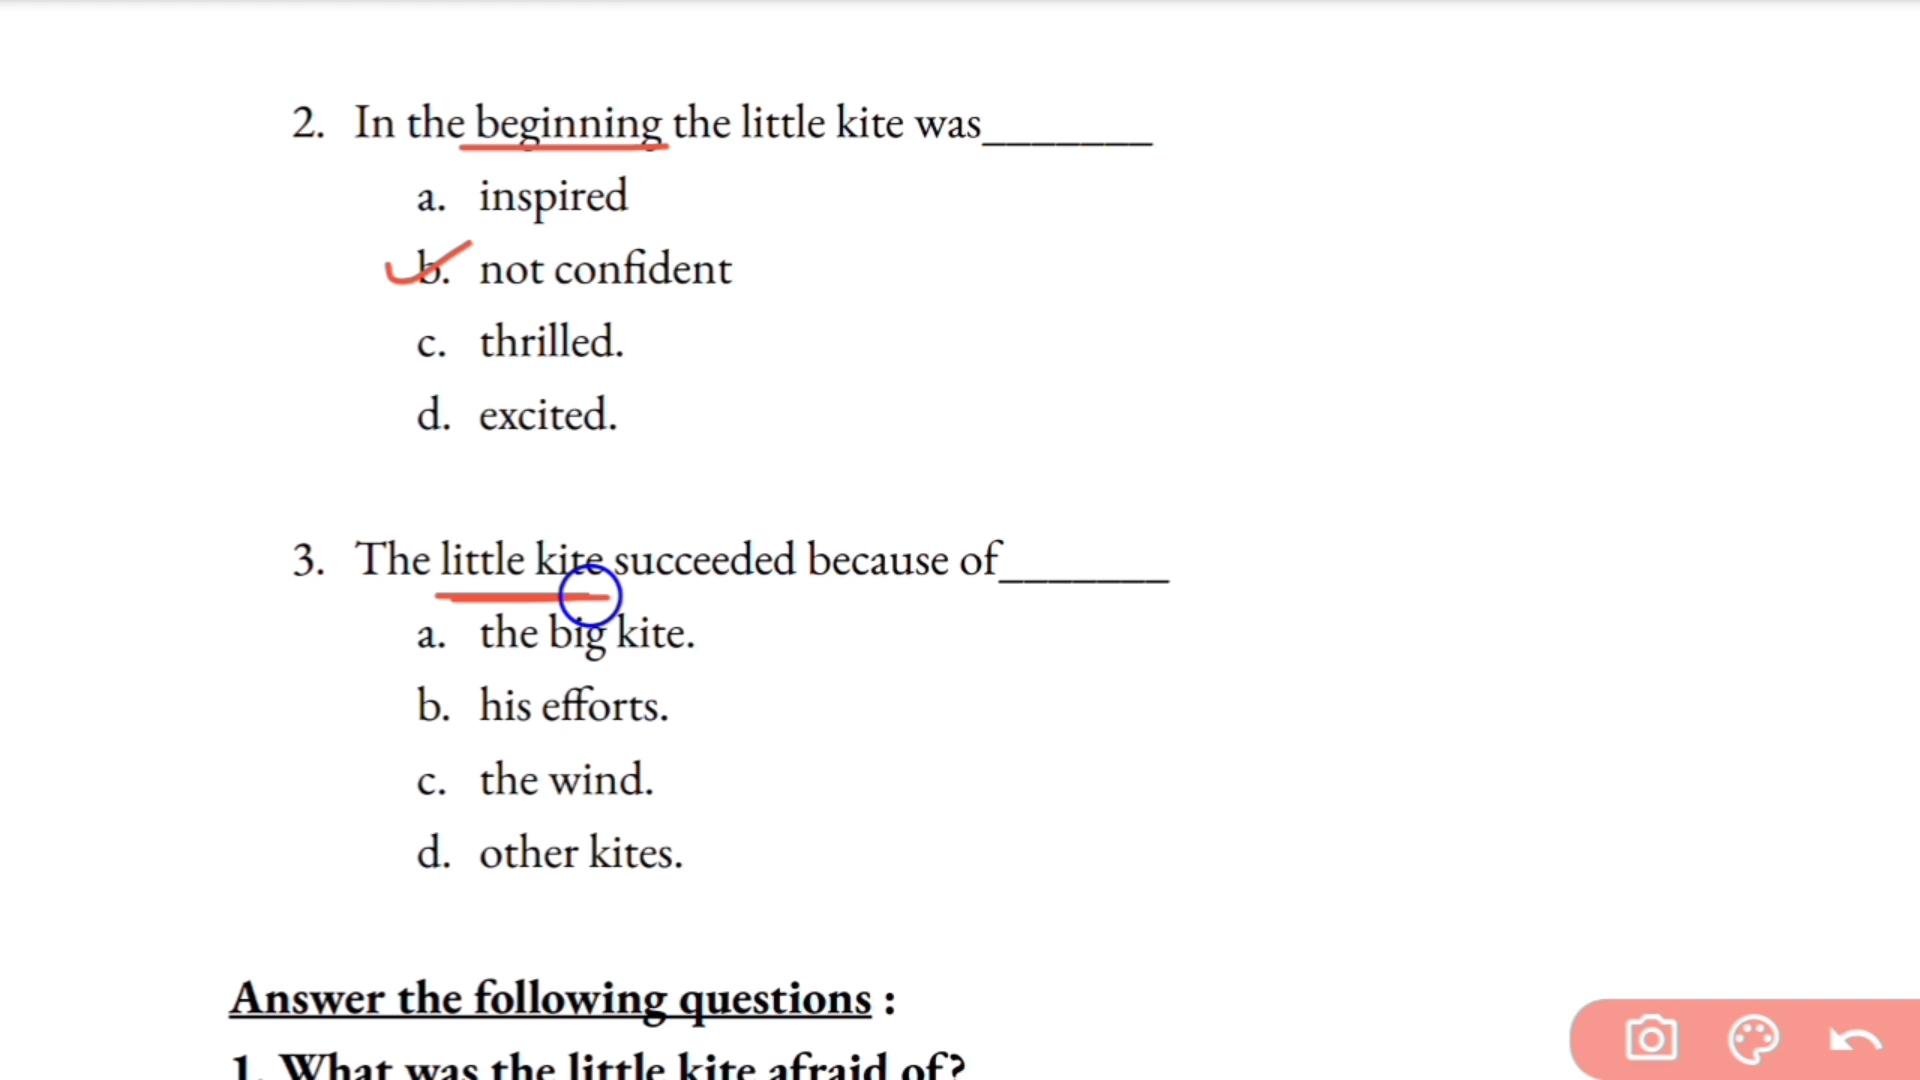 2. In the beginning the little kite was_______
a. inspired
b. not confident
c. thrilled.
d. excited.
3. The little kite succeeded because of_______
a. the big kite.
b. his efforts.
c. the wind.
d. other kites.
Answer the following questions :
1. What was the little kite afraid of?